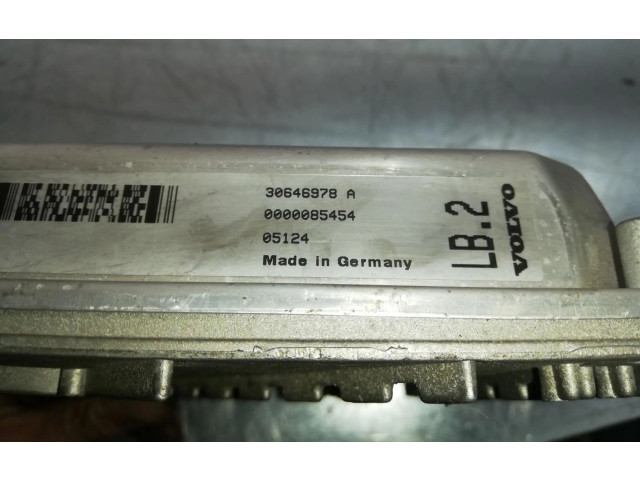 30646978 A
0000085454
05124
Made in Germany
LB.2
VOLVO